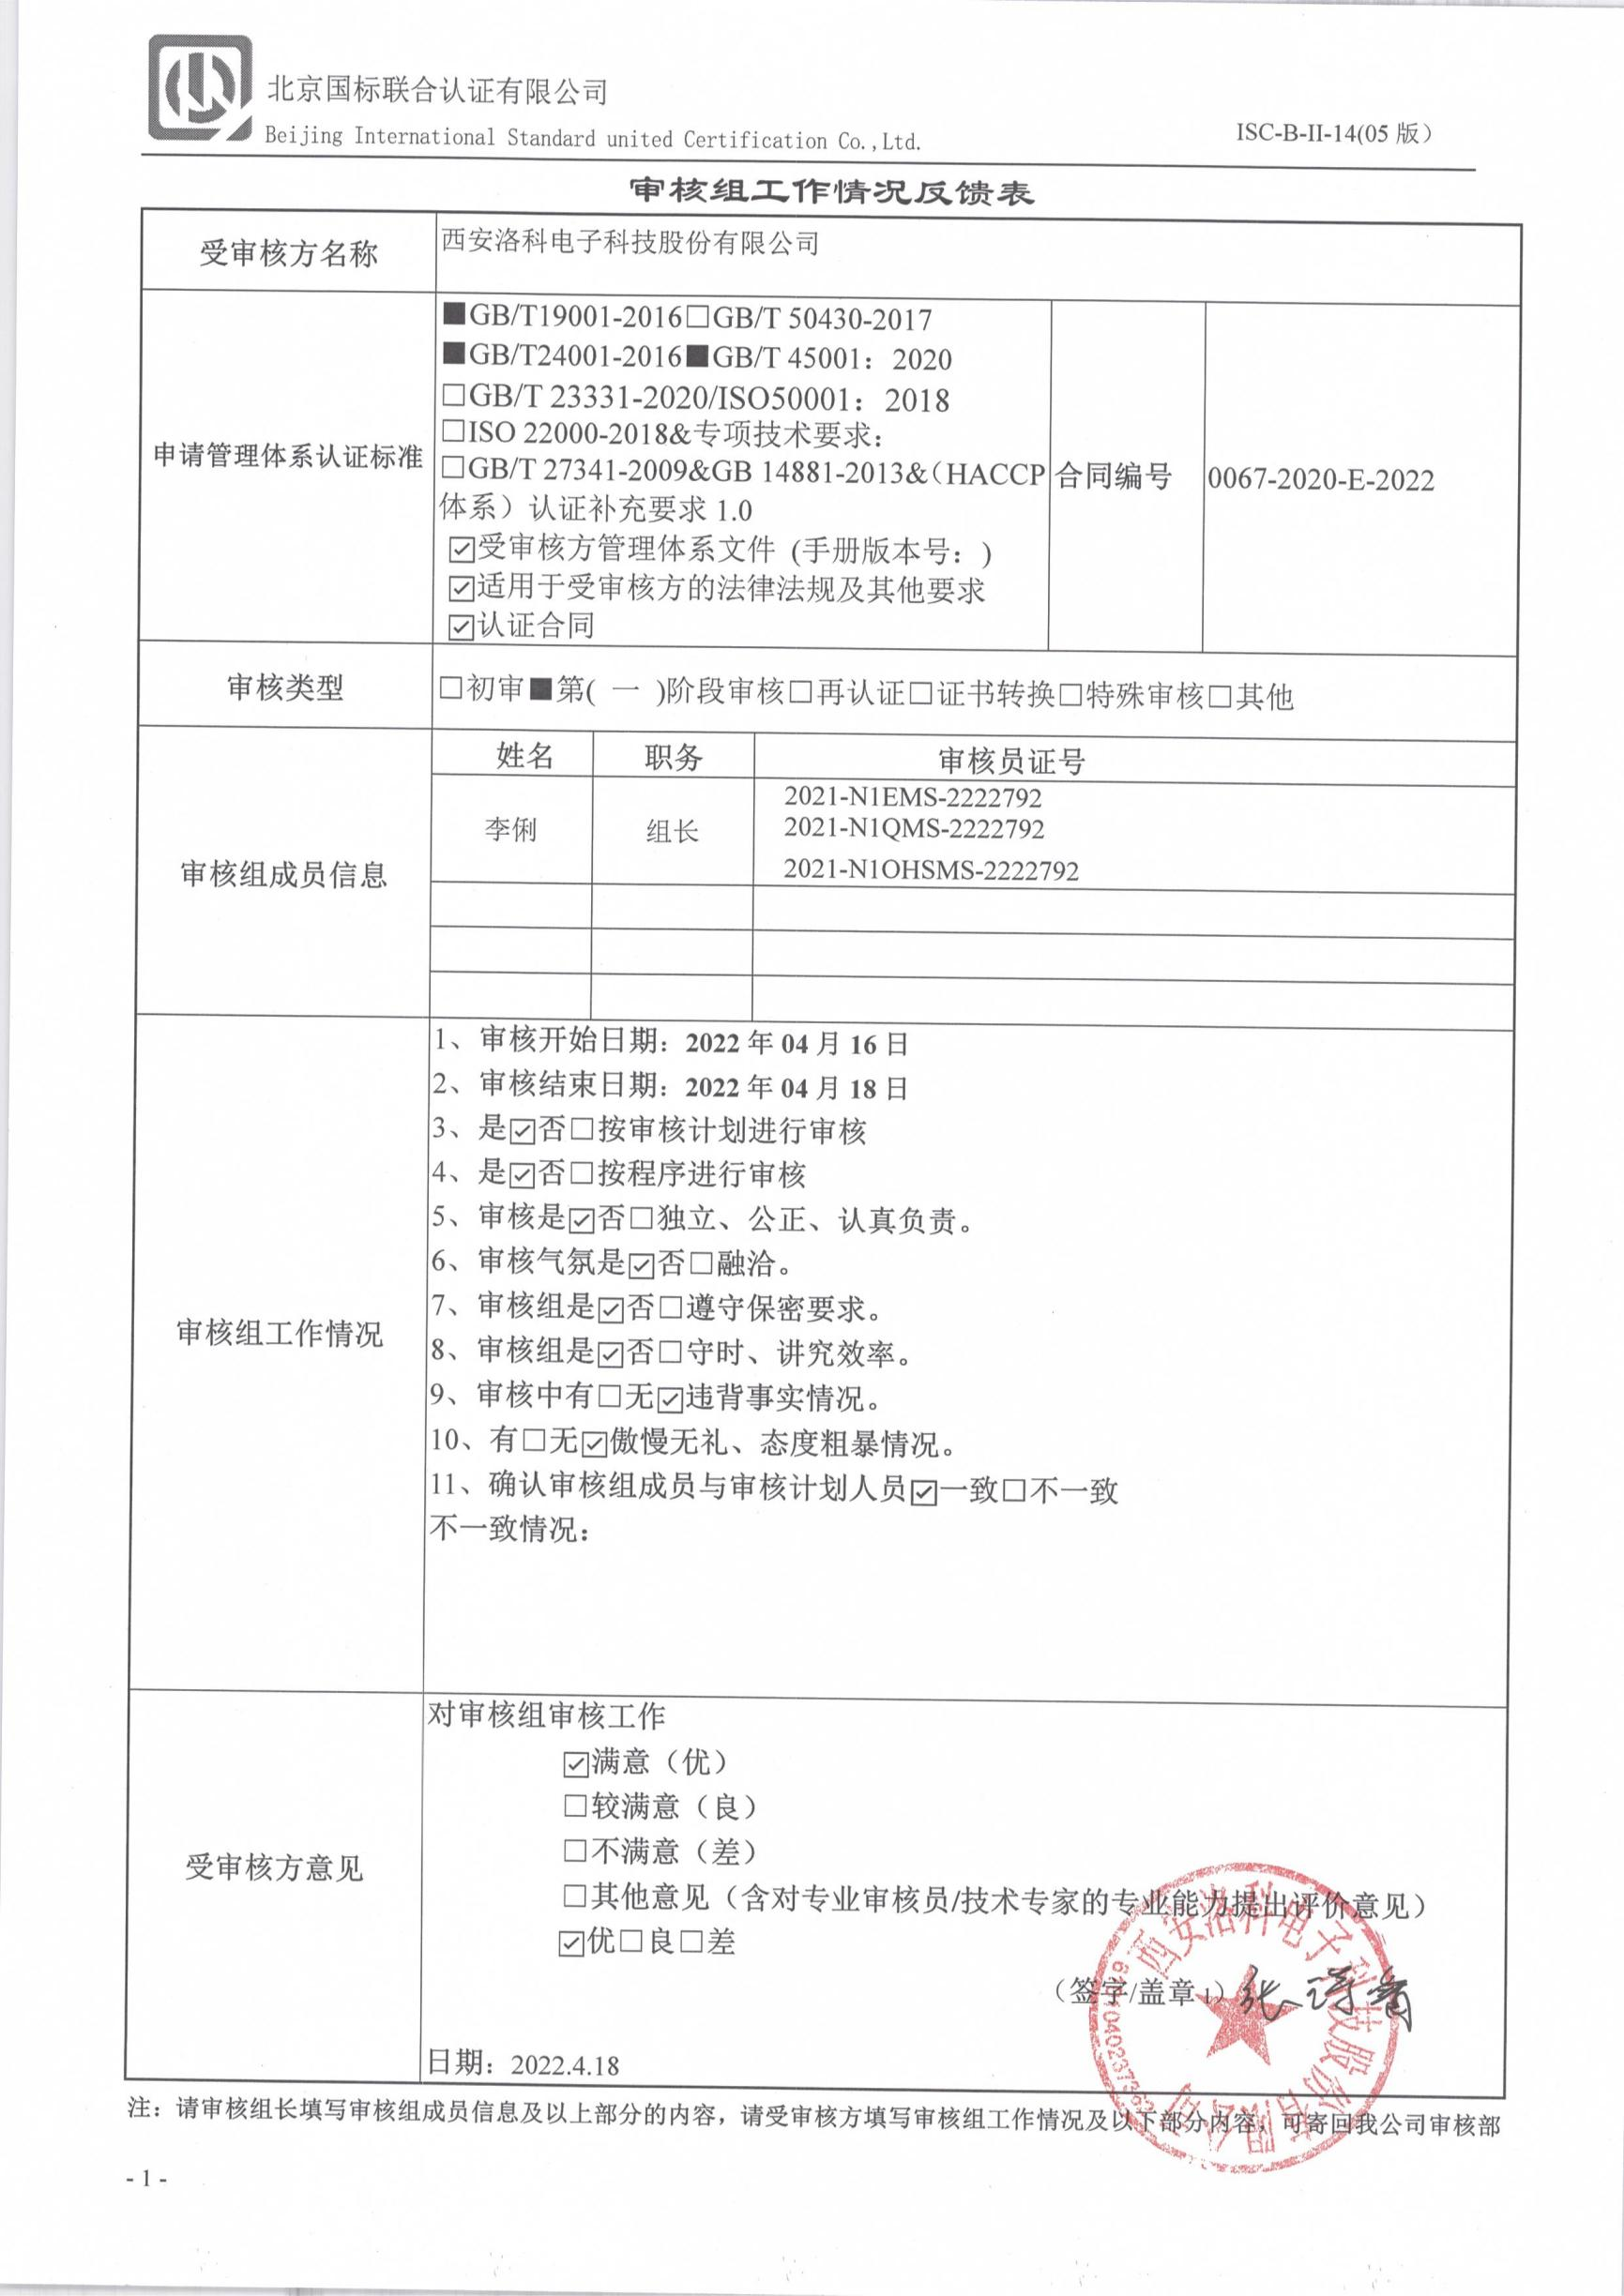 北京国标联合认证有限公司
Beijing International Standard united Certification Co.,Ltd.
ISC-B-II-14(05 版)
审核组工作情况反馈表
受审核方名称
西安洛科电子科技股份有限公司
申请管理体系认证标准
■GB/T19001-2016□GB/T 50430-2017
■GB/T24001-2016■GB/T 45001：2020
□GB/T 23331-2020/ISO50001：2018
□ISO 22000-2018&专项技术要求:
□GB/T 27341-2009&GB 14881-2013&（HACCP
体系）认证补充要求 1.0
☑受审核方管理体系文件 (手册版本号：)
☑适用于受审核方的法律法规及其他要求
☑认证合同
合同编号
0067-2020-E-2022
审核类型
□初审■第( 一 )阶段审核□再认证□证书转换□特殊审核□其他
审核组成员信息
姓名 职务 审核员证号
李俐 组长
2021-N1EMS-2222792
2021-N1QMS-2222792
2021-N1OHSMS-2222792
审核组工作情况
1、审核开始日期：2022 年 04 月 16 日
2、审核结束日期：2022 年 04 月 18 日
3、是☑否□按审核计划进行审核
4、是☑否□按程序进行审核
5、审核是☑否□独立、公正、认真负责。
6、审核气氛是☑否□融洽。
7、审核组是☑否□遵守保密要求。
8、审核组是☑否□守时、讲究效率。
9、审核中有□无☑违背事实情况。
10、有□无☑傲慢无礼、态度粗暴情况。
11、确认审核组成员与审核计划人员☑一致□不一致
不一致情况：
受审核方意见
对审核组审核工作
☑满意（优）
□较满意（良）
□不满意（差）
□其他意见（含对专业审核员/技术专家的专业能力提出评价意见）
☑优□良□差
（签字/盖章）
西安洛科电子科技股份有限公司
日期：2022.4.18
注：请审核组长填写审核组成员信息及以上部分的内容，请受审核方填写审核组工作情况及以下部分内容，可寄回我公司审核部
- 1 -